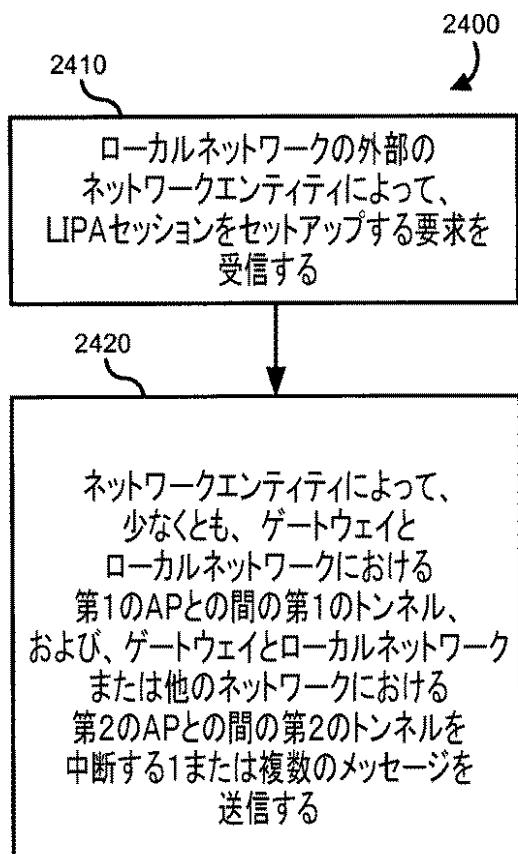 2400
2410
ローカルネットワークの外部の
ネットワークエンティティによって、
LIPAセッションをセットアップする要求を
受信する
2420
ネットワークエンティティによって、
少なくとも、ゲートウェイと
ローカルネットワークにおける
第1のAPとの間の第1のトンネル、
および、ゲートウェイとローカルネットワーク
または他のネットワークにおける
第2のAPとの間の第2のトンネルを
中断する1または複数のメッセージを
送信する